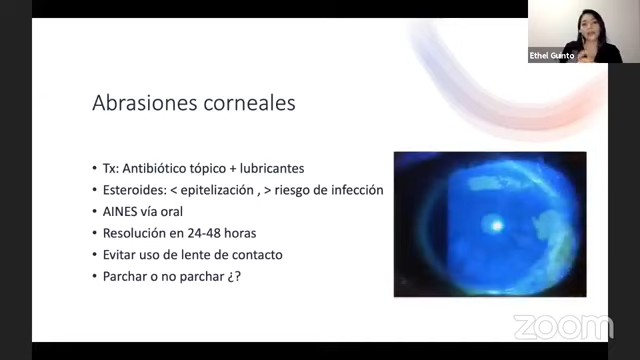 Ethel Gunto
Abrasiones corneales
• Tx: Antibiótico tópico + lubricantes
• Esteroides: < epitelización , > riesgo de infección
• AINES vía oral
• Resolución en 24-48 horas
• Evitar uso de lente de contacto
• Parchar o no parchar ¿?
zoom